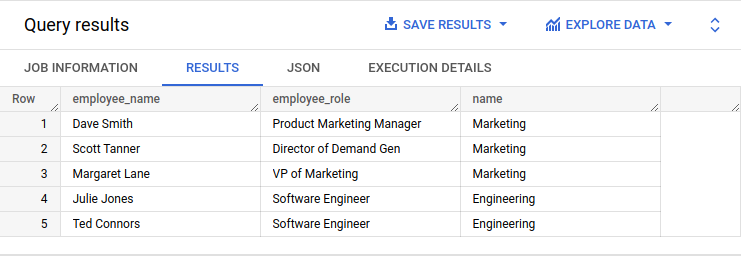 Query results SAVE RESULTS EXPLORE DATA
JOB INFORMATION RESULTS JSON EXECUTION DETAILS
Row employee_name employee_role name
1 Dave Smith Product Marketing Manager Marketing
2 Scott Tanner Director of Demand Gen Marketing
3 Margaret Lane VP of Marketing Marketing
4 Julie Jones Software Engineer Engineering
5 Ted Connors Software Engineer Engineering